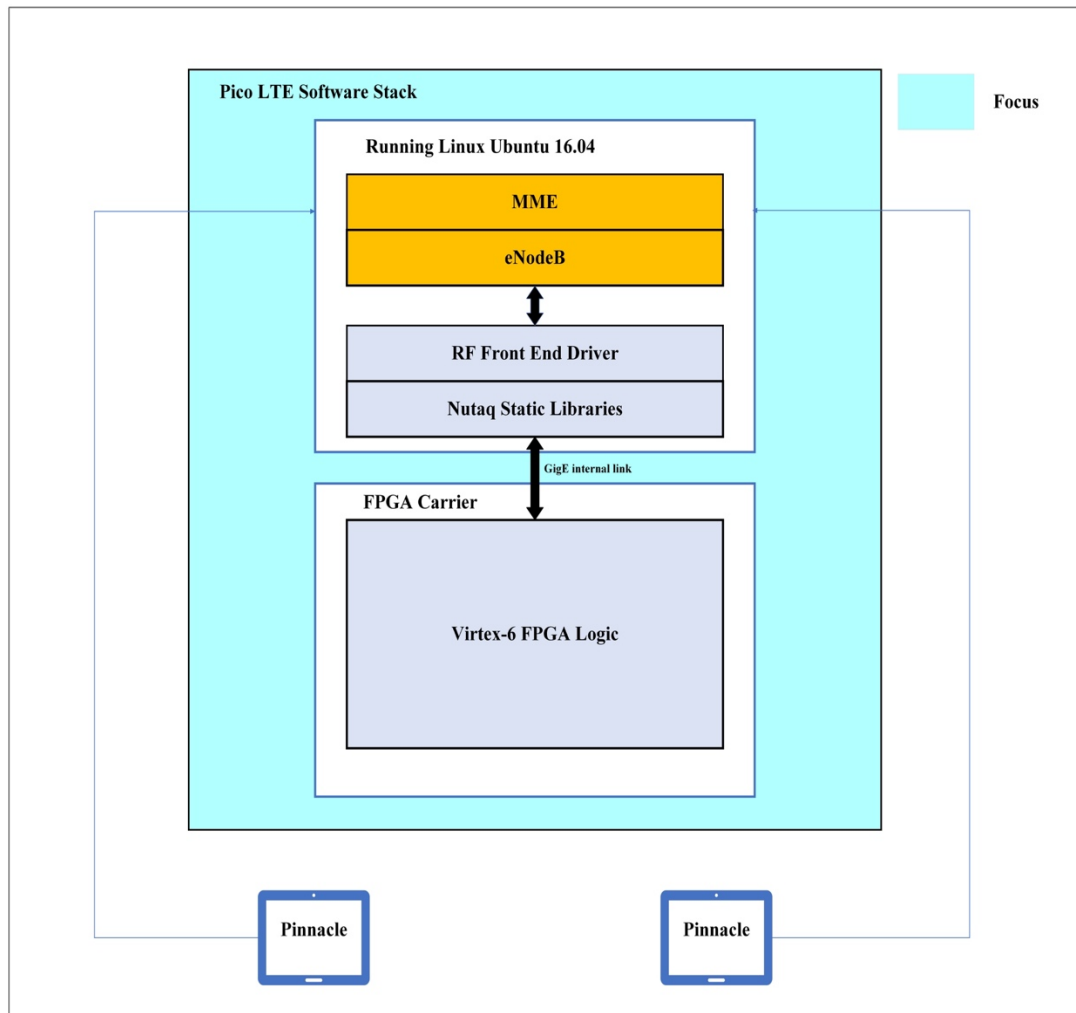 Pico LTE Software Stack
Focus
Running Linux Ubuntu 16.04
MME
eNodeB
RF Front End Driver
Nutaq Static Libraries
GigE internal link
FPGA Carrier
Virtex-6 FPGA Logic
Pinnacle
Pinnacle